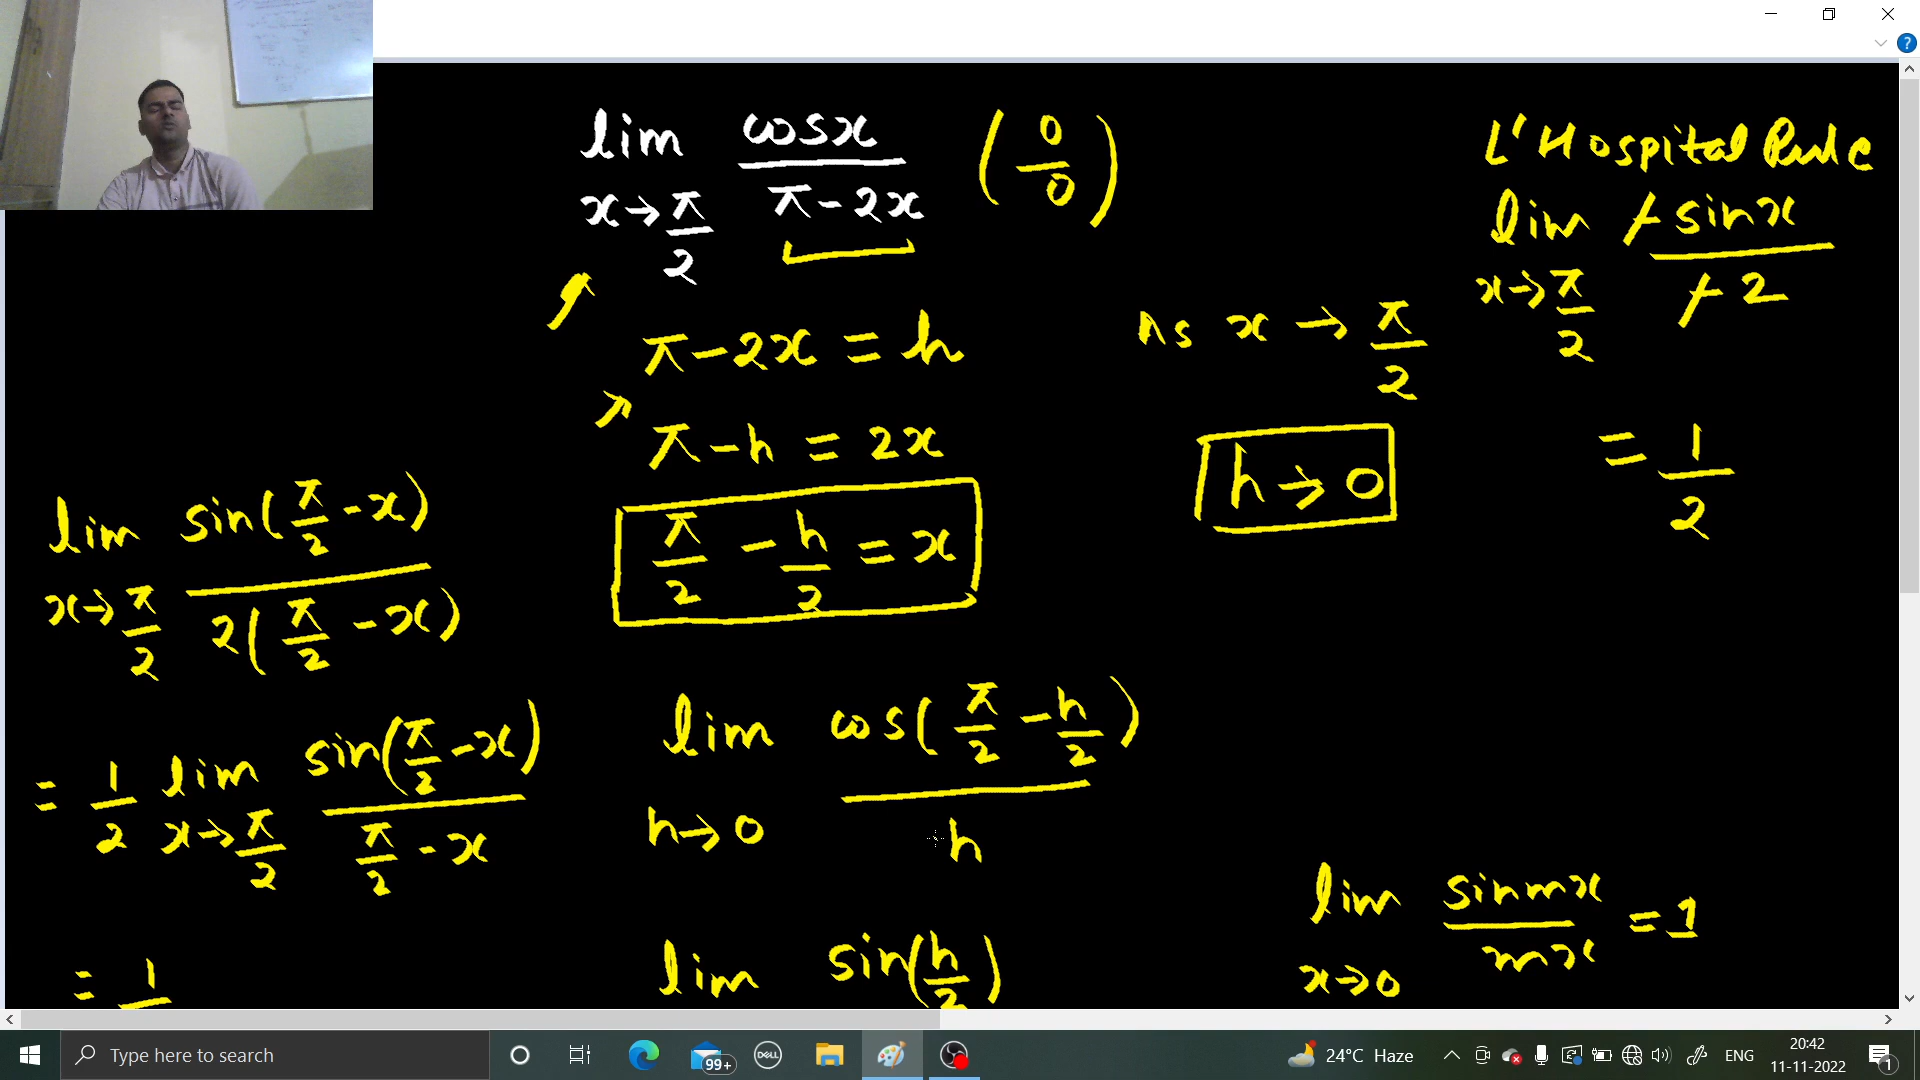 lim cosx/π-2x (0/0)
x→π/2
π-2x = h
π-h = 2x
π/2 - h/2 = x
As x → π/2
h → 0
L'Hospital Rule
lim -sinx/-2
x→π/2
= 1/2
lim sin(π/2-x)/2(π/2-x)
x→π/2
= 1/2 lim sin(π/2-x)/π/2-x
x→π/2
= 1
lim cos(π/2-h/2)/h
h→0
lim sin(h/2)
lim sinmx/mx = 1
x→0
Type here to search
99+
DELL
24°C Haze
ENG
20:42
11-11-2022
1